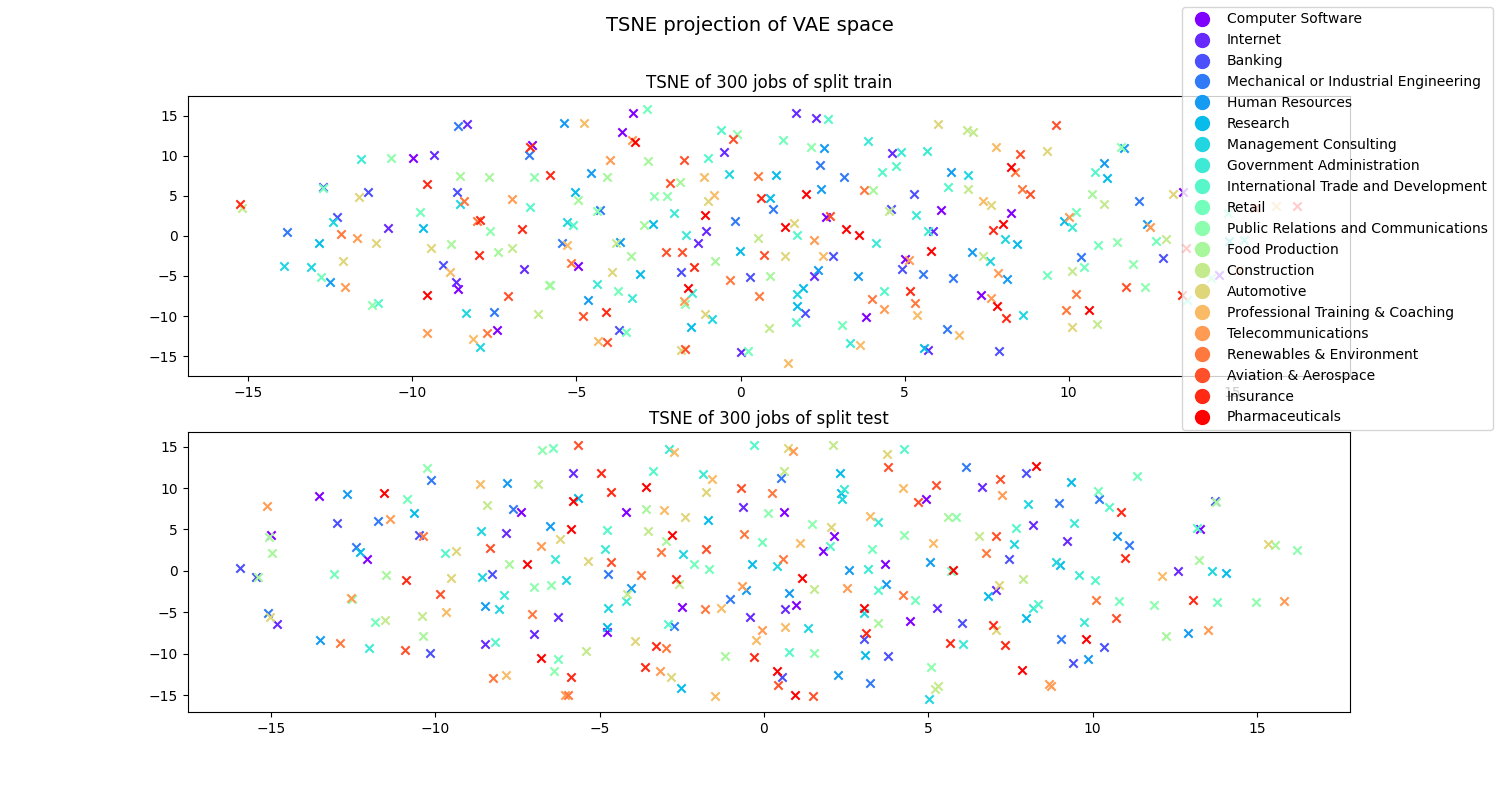 TSNE projection of VAE space
TSNE of 300 jobs of split train
Computer Software
Internet
Banking
Mechanical or Industrial Engineering
Human Resources
Research
Management Consulting
Government Administration
International Trade and Development
Retail
Public Relations and Communications
Food Production
Construction
Automotive
Professional Training & Coaching
Telecommunications
Renewables & Environment
Aviation & Aerospace
Insurance
Pharmaceuticals
15
10
5
0
−5
−10
−15
−15 −10 −5 0 5 10 15
TSNE of 300 jobs of split test
15
10
5
0
−5
−10
−15
−15 −10 −5 0 5 10 15